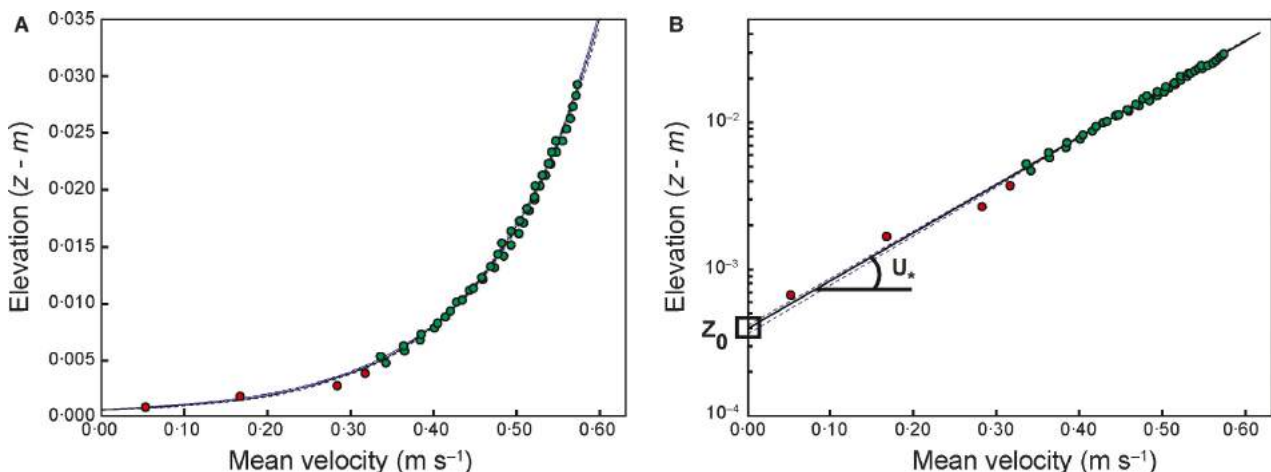 A
0·035
0·030
0·025
0·020
0·015
0·010
0·005
0·000
Elevation (z - m)
0·00 0·10 0·20 0·30 0·40 0·50 0·60
Mean velocity (m s⁻¹)
B
10⁻²
10⁻³
10⁻⁴
Elevation (z - m)
U*
Z0
0·00 0·10 0·20 0·30 0·40 0·50 0·60
Mean velocity (m s⁻¹)